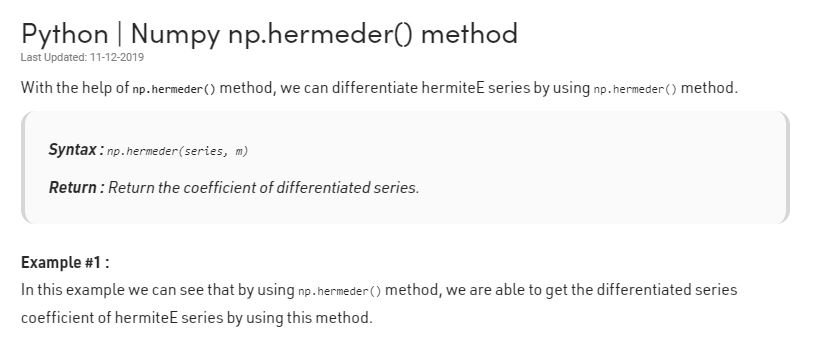 Python | Numpy np.hermeder() method
Last Updated: 11-12-2019
With the help of np.hermeder() method, we can differentiate hermiteE series by using np.hermeder() method.
Syntax : np.hermeder(series, m)
Return : Return the coefficient of differentiated series.
Example #1 :
In this example we can see that by using np.hermeder() method, we are able to get the differentiated series
coefficient of hermiteE series by using this method.